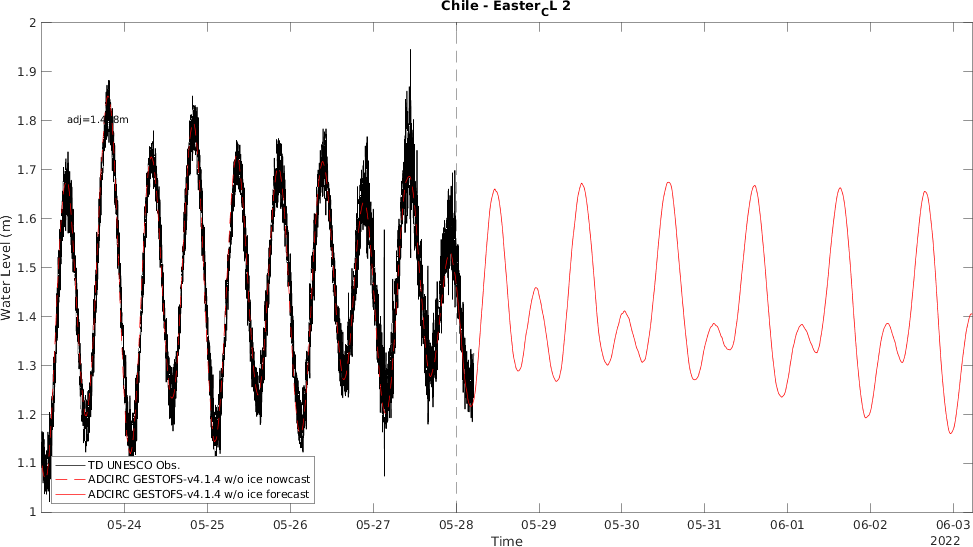 Chile - Easter_CL 2
2
1.9
1.8
1.7
1.6
1.5
1.4
1.3
1.2
1.1
1
Water Level (m)
TD UNESCO Obs.
ADCIRC GESTOFS-v4.1.4 w/o ice nowcast
ADCIRC GESTOFS-v4.1.4 w/o ice forecast
05-24 05-25 05-26 05-27 05-28 05-29 05-30 05-31 06-01 06-02 06-03
Time
2022